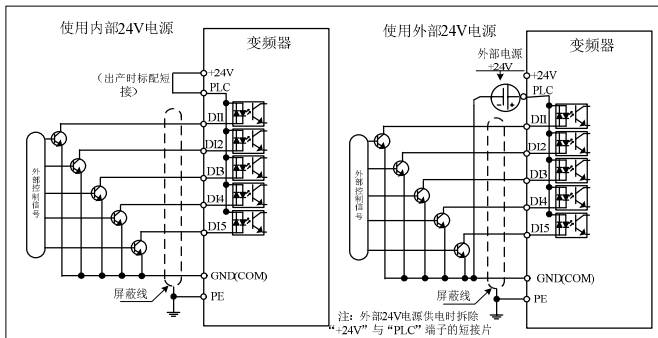 使用内部24V电源
变频器
(出产时标配短
接)
+24V
PLC
DI1
DI2
DI3
DI4
DI5
外部控制信号
GND(COM)
屏蔽线
PE
使用外部24V电源
变频器
外部电源
+24V
+24V
PLC
DI1
DI2
DI3
DI4
DI5
外部控制信号
GND(COM)
屏蔽线
PE
注：外部24V电源供电时拆除
“+24V”与“PLC”端子的短接片